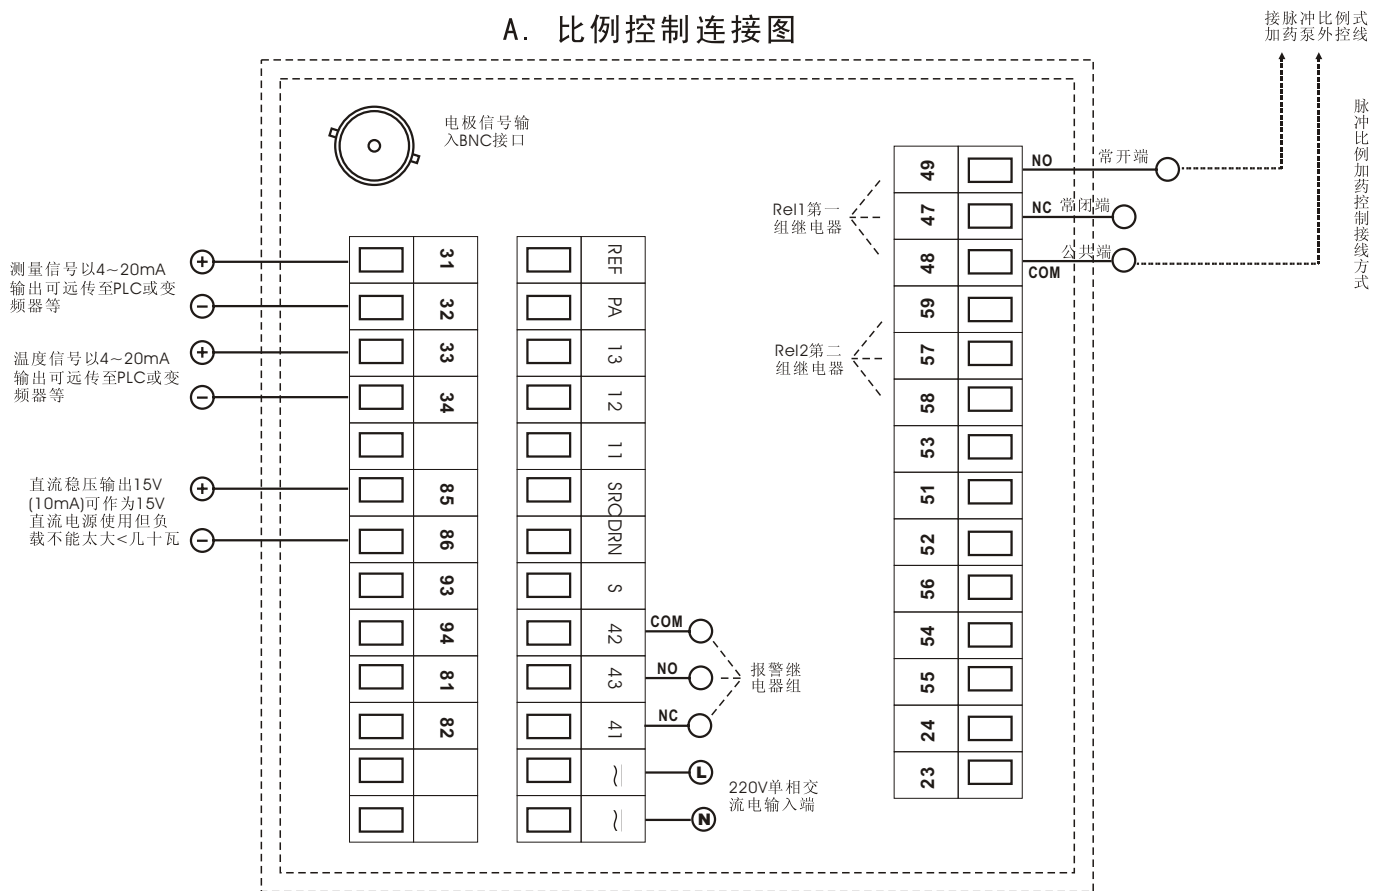 A. 比例控制连接图
接脉冲比例式
加药泵外控线
脉冲比例加药控制接线方式
电极信号输
入BNC接口
测量信号以4~20mA
输出可远传至PLC或变
频器等
温度信号以4~20mA
输出可远传至PLC或变
频器等
直流稳压输出15V
(10mA)可作为15V
直流电源使用但负
载不能太大<几十瓦
31
32
33
34
85
86
93
94
81
82
REF
PA
13
12
11
SRC
DRN
S
42
43
41
~
~
COM
NO
NC
L
N
报警继
电器组
220V单相交
流电输入端
Rel1第一
组继电器
Rel2第二
组继电器
49
47
48
59
57
58
53
51
52
56
54
55
24
23
NO 常开端
NC 常闭端
公共端
COM